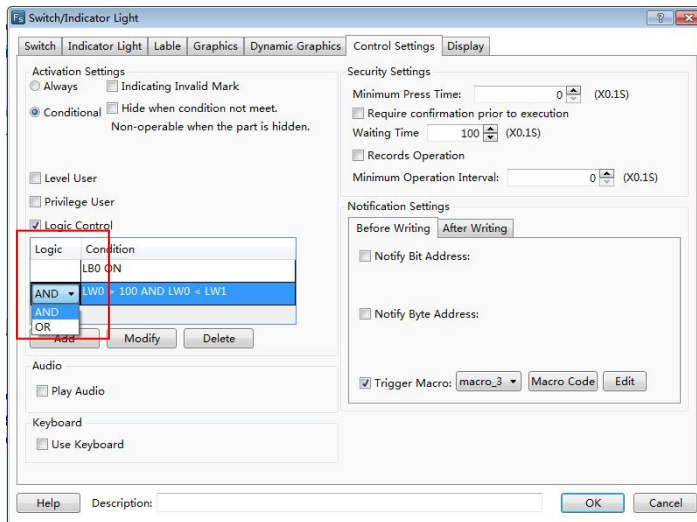 Fs Switch/Indicator Light
Switch Indicator Light Lable Graphics Dynamic Graphics Control Settings Display
Activation Settings
Always Indicating Invalid Mark
Conditional Hide when condition not meet.
Non-operable when the part is hidden.
Level User
Privilege User
Logic Control
Logic Condition
LB0 ON
AND LW0 > 100 AND LW0 < LW1
AND
OR
Add Modify Delete
Audio
Play Audio
Keyboard
Use Keyboard
Security Settings
Minimum Press Time: 0 (X0.1S)
Require confirmation prior to execution
Waiting Time 100 (X0.1S)
Records Operation
Minimum Operation Interval: 0 (X0.1S)
Notification Settings
Before Writing After Writing
Notify Bit Address:
Notify Byte Address:
Trigger Macro: macro_3 Macro Code Edit
Help Description: OK Cancel